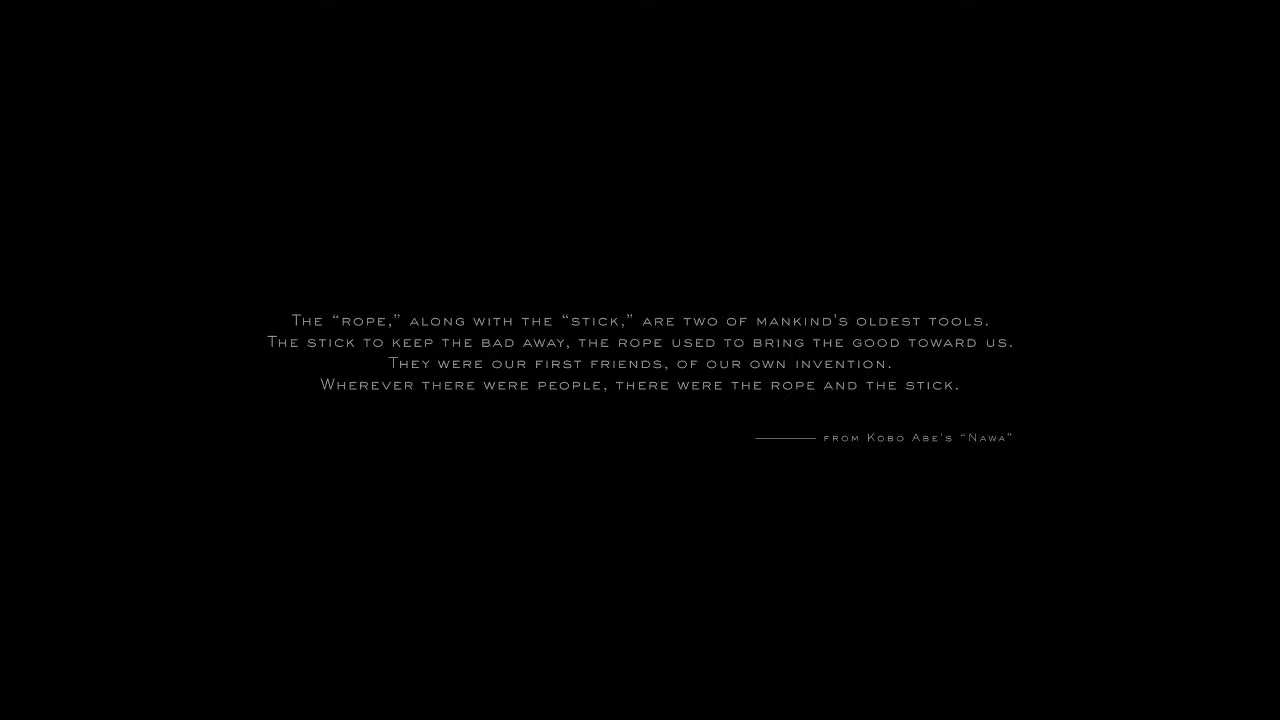 The “rope,” along with the “stick,” are two of mankind's oldest tools.
The stick to keep the bad away, the rope used to bring the good toward us.
They were our first friends, of our own invention.
Wherever there were people, there were the rope and the stick.
from Kobo Abe's “Nawa”